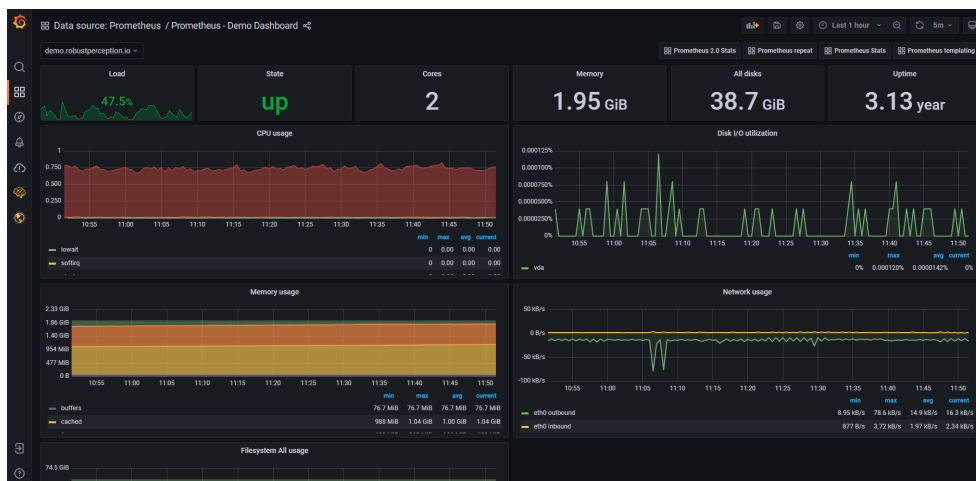 Data source: Prometheus / Prometheus - Demo Dashboard
Last 1 hour
5m
demo.robustperception.io
Prometheus 2.0 Stats
Prometheus repeat
Prometheus Stats
Prometheus templating
Load
State
Cores
Memory
All disks
Uptime
47.5%
up
2
1.95 GiB
38.7 GiB
3.13 year
CPU usage
1
0.750
0.500
0.250
0
10:55 11:00 11:05 11:10 11:15 11:20 11:25 11:30 11:35 11:40 11:45 11:50
min max avg current
iowait 0 0.00 0.00 0.00
softirq 0 0.00 0.00 0.00
Disk I/O utilization
0.000125%
0.000100%
0.0000750%
0.0000500%
0.0000250%
0%
10:55 11:00 11:05 11:10 11:15 11:20 11:25 11:30 11:35 11:40 11:45 11:50
min max avg current
vda 0% 0.000120% 0.0000142% 0%
Memory usage
2.33 GiB
1.86 GiB
1.40 GiB
954 MiB
477 MiB
0 B
10:55 11:00 11:05 11:10 11:15 11:20 11:25 11:30 11:35 11:40 11:45 11:50
min max avg current
buffers 76.7 MiB 76.7 MiB 76.7 MiB 76.7 MiB
cached 988 MiB 1.04 GiB 1.00 GiB 1.04 GiB
Network usage
50 kB/s
0 B/s
-50 kB/s
-100 kB/s
10:55 11:00 11:05 11:10 11:15 11:20 11:25 11:30 11:35 11:40 11:45 11:50
min max avg current
eth0 outbound 8.95 kB/s 78.6 kB/s 14.9 kB/s 16.3 kB/s
eth0 inbound 877 B/s 3.72 kB/s 1.97 kB/s 2.34 kB/s
Filesystem All usage
74.5 GiB